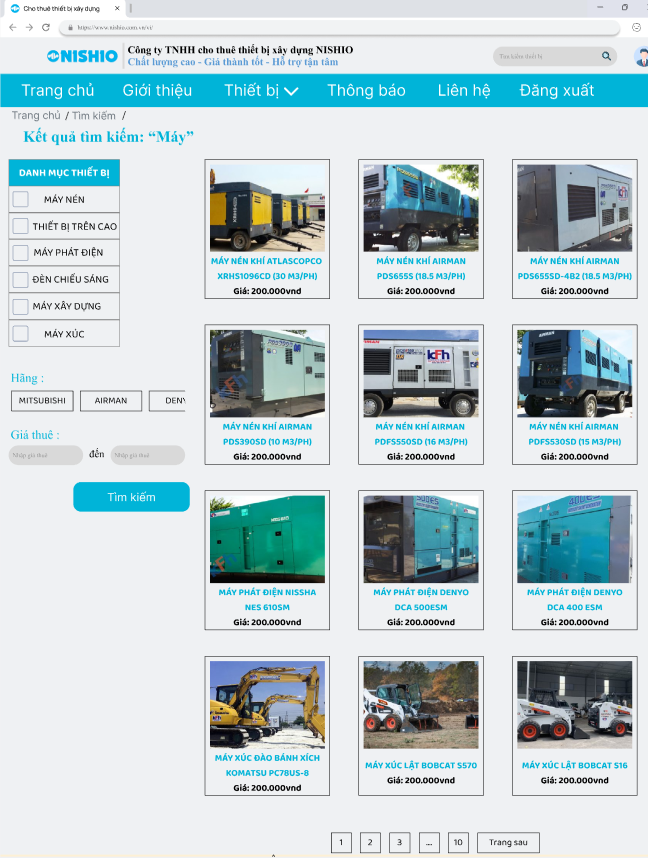 Cho thuê thiết bị xây dựng
https://www.nishio.com.vn/vi/
NISHIO
Công ty TNHH cho thuê thiết bị xây dựng NISHIO
Chất lượng cao - Giá thành tốt - Hỗ trợ tận tâm
Tìm kiếm thiết bị
Trang chủ Giới thiệu Thiết bị Thông báo Liên hệ Đăng xuất
Trang chủ / Tìm kiếm /
Kết quả tìm kiếm: “Máy”
DANH MỤC THIẾT BỊ
MÁY NÉN
THIẾT BỊ TRÊN CAO
MÁY PHÁT ĐIỆN
ĐÈN CHIẾU SÁNG
MÁY XÂY DỰNG
MÁY XÚC
Hãng :
MITSUBISHI AIRMAN DENY
Giá thuê :
Nhập giá thuê đến Nhập giá thuê
Tìm kiếm
MÁY NÉN KHÍ ATLASCOPCO
XRHS1096CD (30 M3/PH)
Giá: 200.000vnd
MÁY NÉN KHÍ AIRMAN
PDS655S (18.5 M3/PH)
Giá: 200.000vnd
MÁY NÉN KHÍ AIRMAN
PDS655SD-4B2 (18.5 M3/PH)
Giá: 200.000vnd
MÁY NÉN KHÍ AIRMAN
PDS390SD (10 M3/PH)
Giá: 200.000vnd
MÁY NÉN KHÍ AIRMAN
PDFS550SD (16 M3/PH)
Giá: 200.000vnd
MÁY NÉN KHÍ AIRMAN
PDFS530SD (15 M3/PH)
Giá: 200.000vnd
MÁY PHÁT ĐIỆN NISSHA
NES 610SM
Giá: 200.000vnd
MÁY PHÁT ĐIỆN DENYO
DCA 500ESM
Giá: 200.000vnd
MÁY PHÁT ĐIỆN DENYO
DCA 400 ESM
Giá: 200.000vnd
MÁY XÚC ĐÀO BÁNH XÍCH
KOMATSU PC78US-8
Giá: 200.000vnd
MÁY XÚC LẬT BOBCAT S570
Giá: 200.000vnd
MÁY XÚC LẬT BOBCAT S16
Giá: 200.000vnd
1 2 3 ... 10 Trang sau